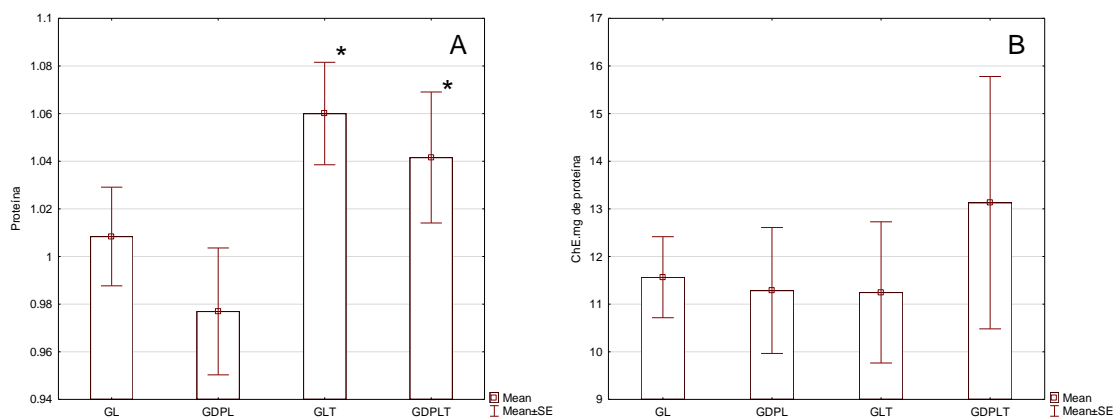 A
Proteína
1.1
1.08
1.06
1.04
1.02
1
0.98
0.96
0.94
*
*
GL
GDPL
GLT
GDPLT
Mean
Mean±SE
B
ChE.mg de proteína
17
16
15
14
13
12
11
10
9
GL
GDPL
GLT
GDPLT
Mean
Mean±SE